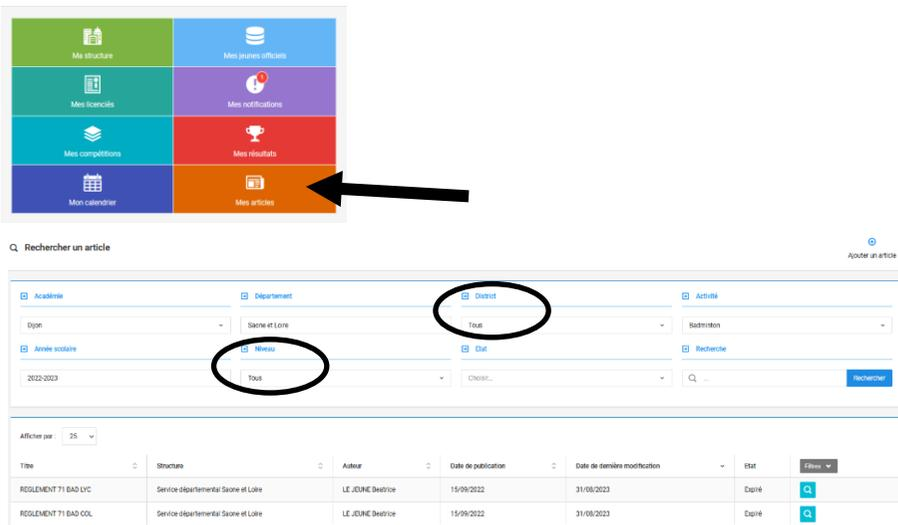 Ma structure Mes jeunes officiels
1
Mes licenciés Mes notifications
Mes compétitions Mes résultats
Mon calendrier Mes articles
Rechercher un article
Ajouter un article
Académie Département District Activité
Dijon Saone et Loire Tous Badminton
Année scolaire Niveau Etat Recherche
2022-2023 Tous Choisir... ... Rechercher
Afficher par : 25
Titre Structure Auteur Date de publication Date de dernière modification Etat Filtres
REGLEMENT 71 BAD LYC Service départemental Saone et Loire LE JEUNE Beatrice 15/09/2022 31/08/2023 Expiré
REGLEMENT 71 BAD COL Service départemental Saone et Loire LE JEUNE Beatrice 15/09/2022 31/08/2023 Expiré